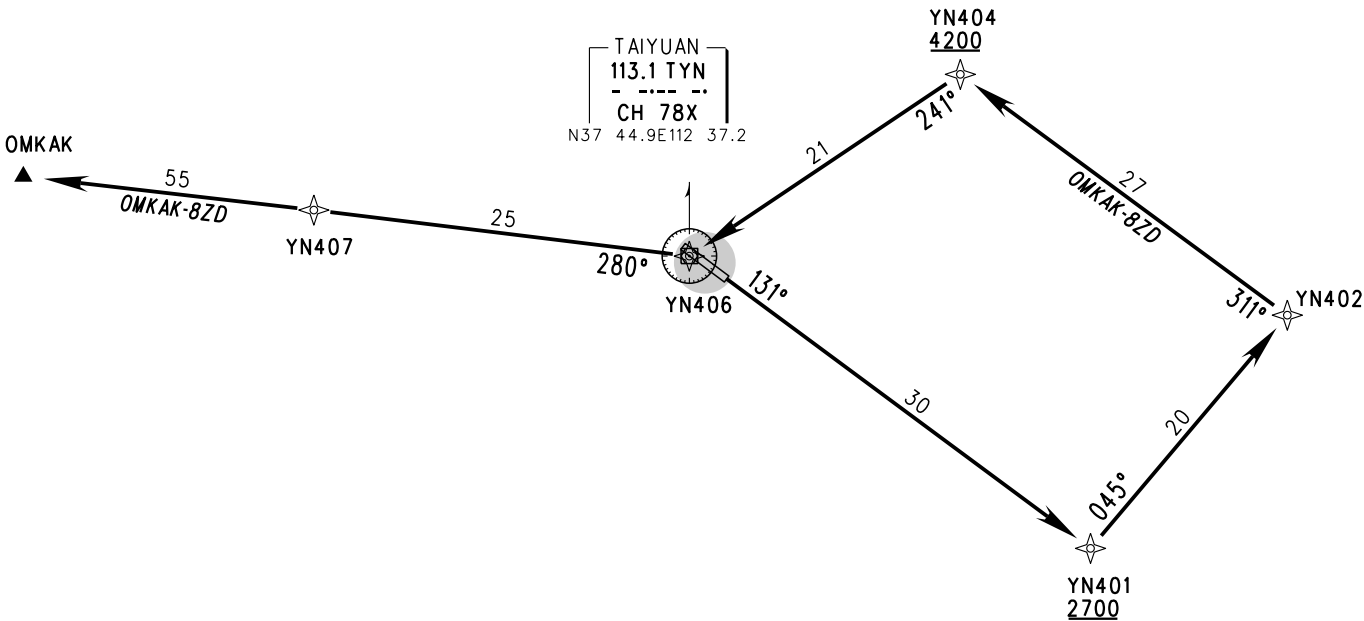 YN404
4200
TAIYUAN
113.1 TYN
- -·-- -·
CH 78X
N37 44.9E112 37.2
241°
21
27
OMKAK-8ZD
OMKAK
55
OMKAK-8ZD
YN407
25
280°
YN406
131°
311°
YN402
30
20
045°
YN401
2700